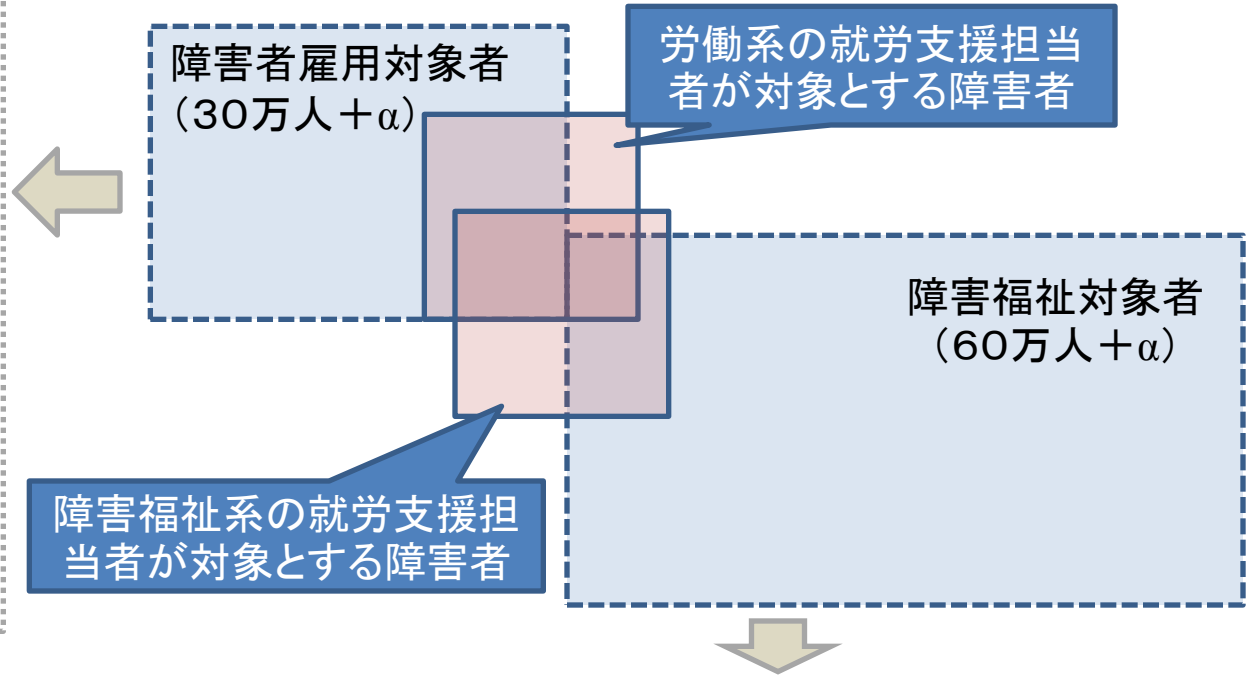 障害者雇用対象者
（３０万人＋α）
労働系の就労支援担当
者が対象とする障害者
障害福祉対象者
（６０万人＋α）
障害福祉系の就労支援担
当者が対象とする障害者